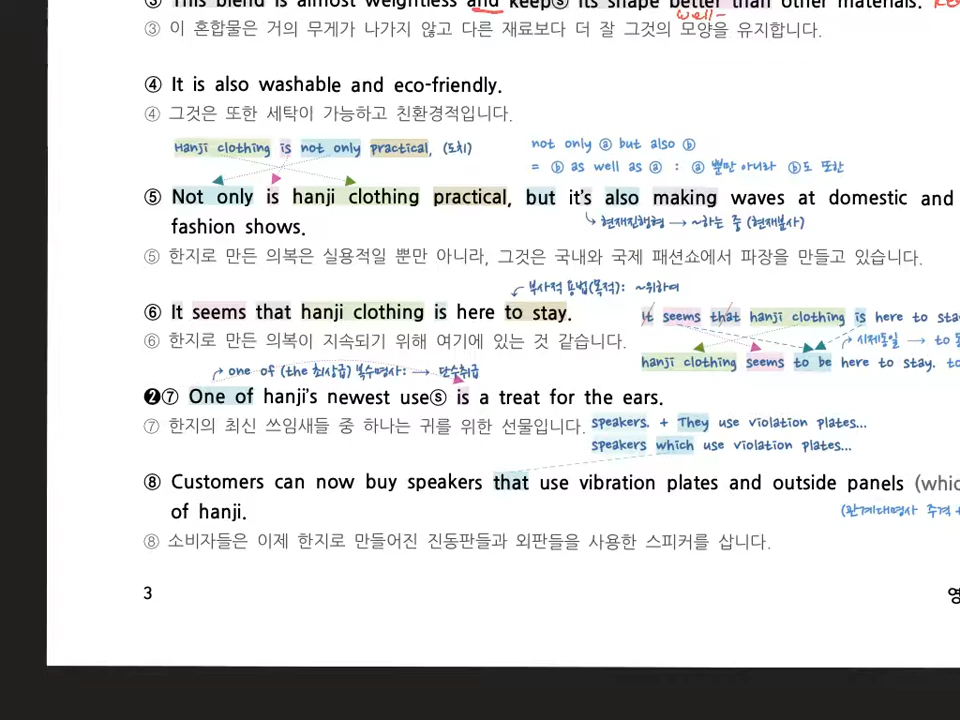 ③ This blend is almost weightless and keepⓢ its shape better than other materials.
well-
③ 이 혼합물은 거의 무게가 나가지 않고 다른 재료보다 더 잘 그것의 모양을 유지합니다.
④ It is also washable and eco-friendly.
④ 그것은 또한 세탁이 가능하고 친환경적입니다.
Hanji clothing is not only practical, (도치)
not only ⓐ but also ⓑ
= ⓑ as well as ⓐ : ⓐ 뿐만 아니라 ⓑ도 또한
⑤ Not only is hanji clothing practical, but it's also making waves at domestic and
fashion shows.
↳ 현재진행형 → ~하는 중 (현재분사)
⑤ 한지로 만든 의복은 실용적일 뿐만 아니라, 그것은 국내와 국제 패션쇼에서 파장을 만들고 있습니다.
부사적 용법(목적): ~위하여
⑥ It seems that hanji clothing is here to stay.
It seems that hanji clothing is here to stay
⑥ 한지로 만든 의복이 지속되기 위해 여기에 있는 것 같습니다.
시제동일 → to 동
hanji clothing seems to be here to stay. to
one of (the 최상급) 복수명사: → 단수취급
❷⑦ One of hanji's newest useⓢ is a treat for the ears.
⑦ 한지의 최신 쓰임새들 중 하나는 귀를 위한 선물입니다.
speakers. + They use violation plates...
speakers which use violation plates...
⑧ Customers can now buy speakers that use vibration plates and outside panels (whic
of hanji.
(관계대명사 주격 +
⑧ 소비자들은 이제 한지로 만들어진 진동판들과 외판들을 사용한 스피커를 삽니다.
3
영